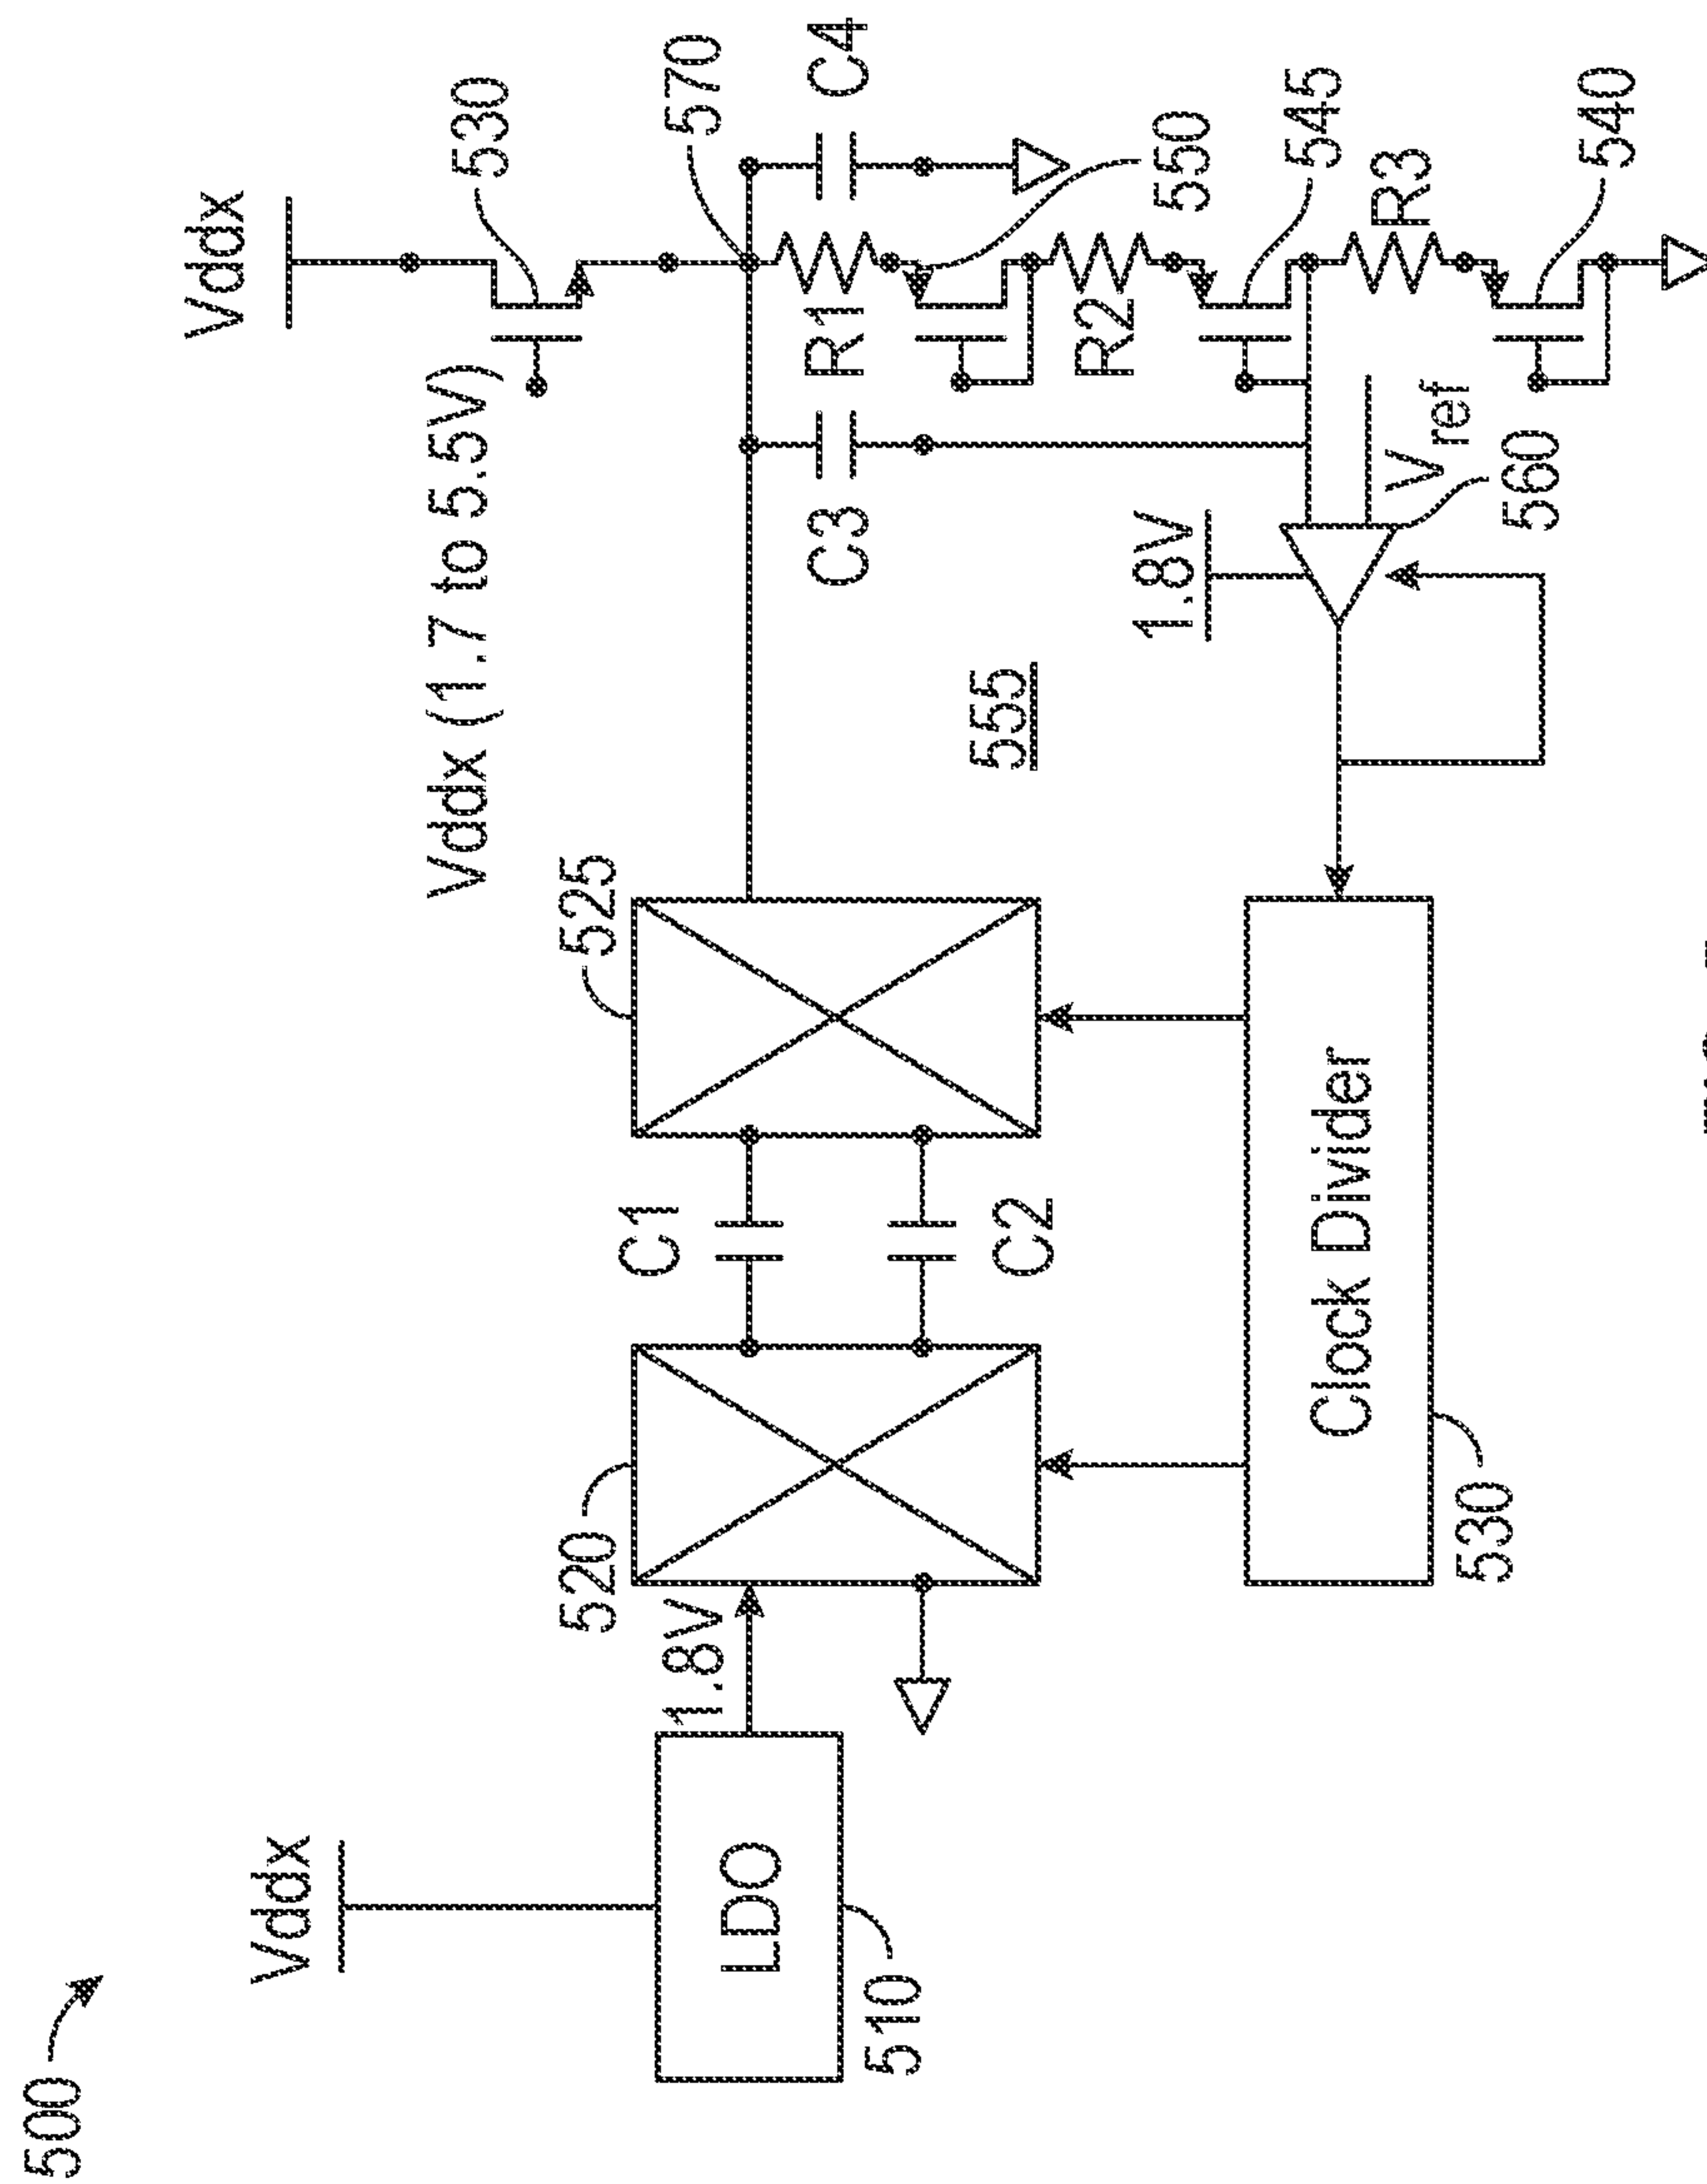 500
Vddx
Vddx
Vddx (1.7 to 5.5V)
530
520
525
C1
1.8V
570
LDO
C3
R1
C4
510
555
C2
R2
1.8V
550
545
Clock Divider
R3
Vref
530
560
540